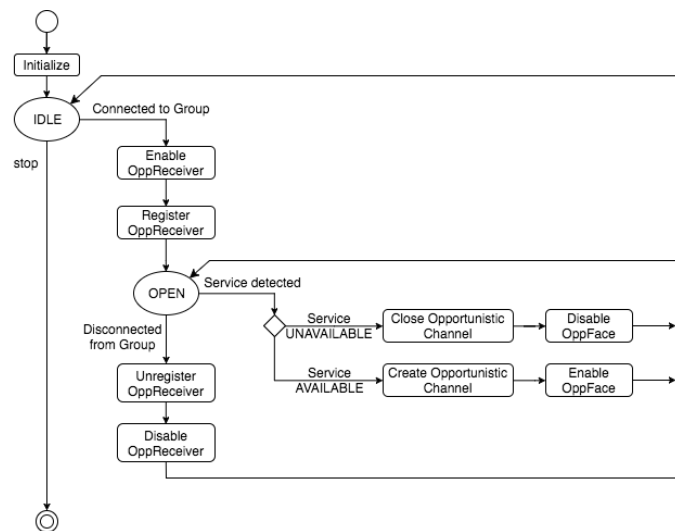 Initialize
IDLE
Connected to Group
stop
Enable
OppReceiver
Register
OppReceiver
OPEN
Service detected
Disconnected
from Group
Service
UNAVAILABLE
Close Opportunistic
Channel
Disable
OppFace
Service
AVAILABLE
Create Opportunistic
Channel
Enable
OppFace
Unregister
OppReceiver
Disable
OppReceiver